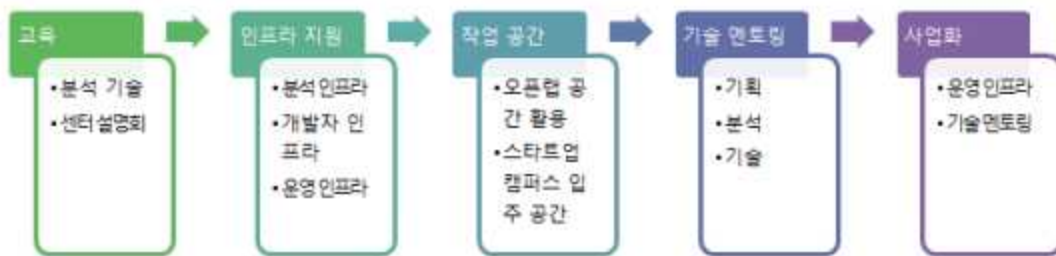 교육
• 분석 기술
• 센터 설명회
인프라 지원
• 분석 인프라
• 개발자 인
프라
• 운영 인프라
작업 공간
• 오픈랩 공
간 활용
• 스타트업
캠퍼스 입
주 공간
기술 멘토링
• 기획
• 분석
• 기술
사업화
• 운영 인프라
• 기술 멘토링